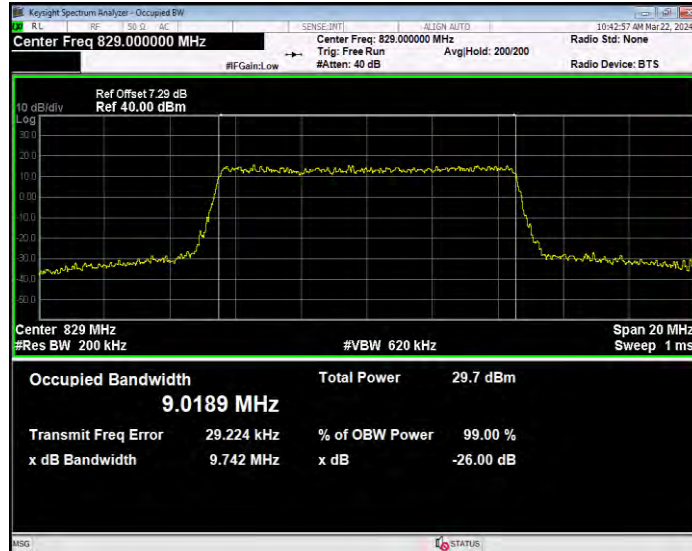 Keysight Spectrum Analyzer - Occupied BW
RL RF 50 Ω AC SENSE:INT ALIGN AUTO 10:42:57 AM Mar 22, 2024
Center Freq 829.000000 MHz Center Freq: 829.000000 MHz Radio Std: None
Trig: Free Run Avg|Hold: 200/200
#IFGain:Low #Atten: 40 dB Radio Device: BTS
Ref Offset 7.29 dB
10 dB/div Ref 40.00 dBm
Log
30.0
20.0
10.0
0.00
-10.0
-20.0
-30.0
-40.0
-50.0
Center 829 MHz Span 20 MHz
#Res BW 200 kHz #VBW 620 kHz Sweep 1 ms
Occupied Bandwidth Total Power 29.7 dBm
9.0189 MHz
Transmit Freq Error 29.224 kHz % of OBW Power 99.00 %
x dB Bandwidth 9.742 MHz x dB -26.00 dB
MSG STATUS